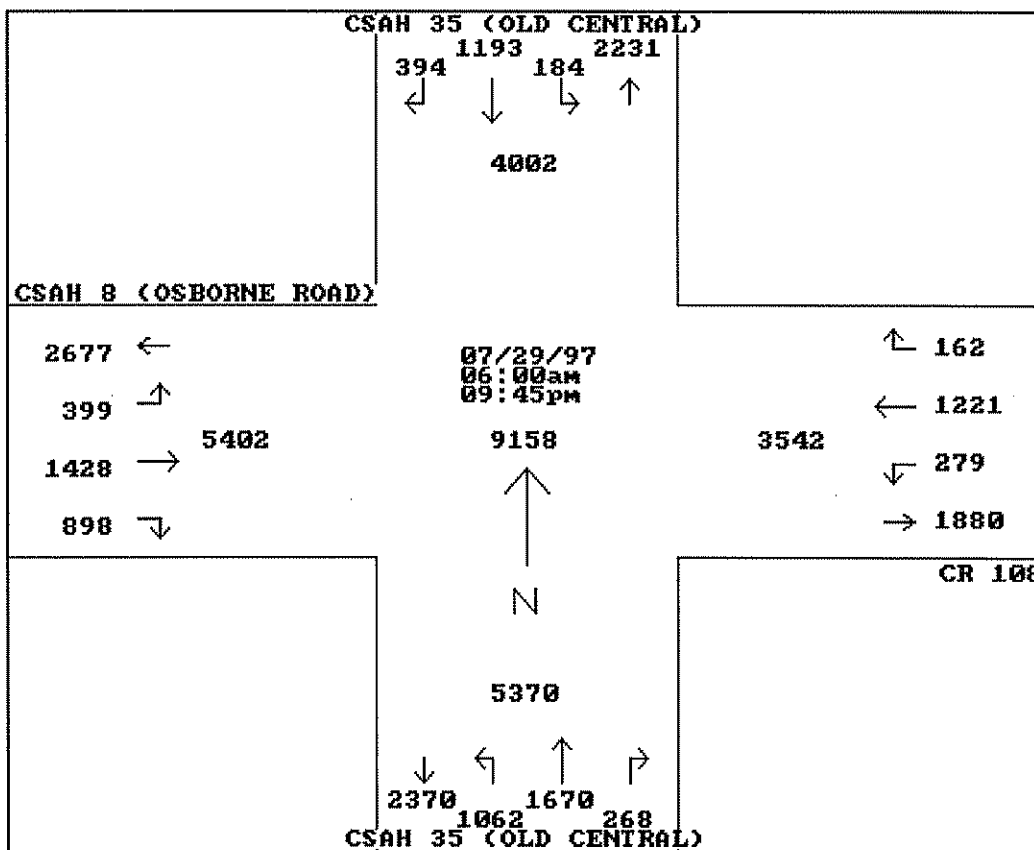 CSAH 35 (OLD CENTRAL)
1193 2231
394 184
4002
CSAH 8 (OSBORNE ROAD)
2677
399
1428
898
5402
07/29/97
06:00am
09:45pm
9158
3542
162
1221
279
1880
CR 108
N
5370
2370 1670
1062 268
CSAH 35 (OLD CENTRAL)